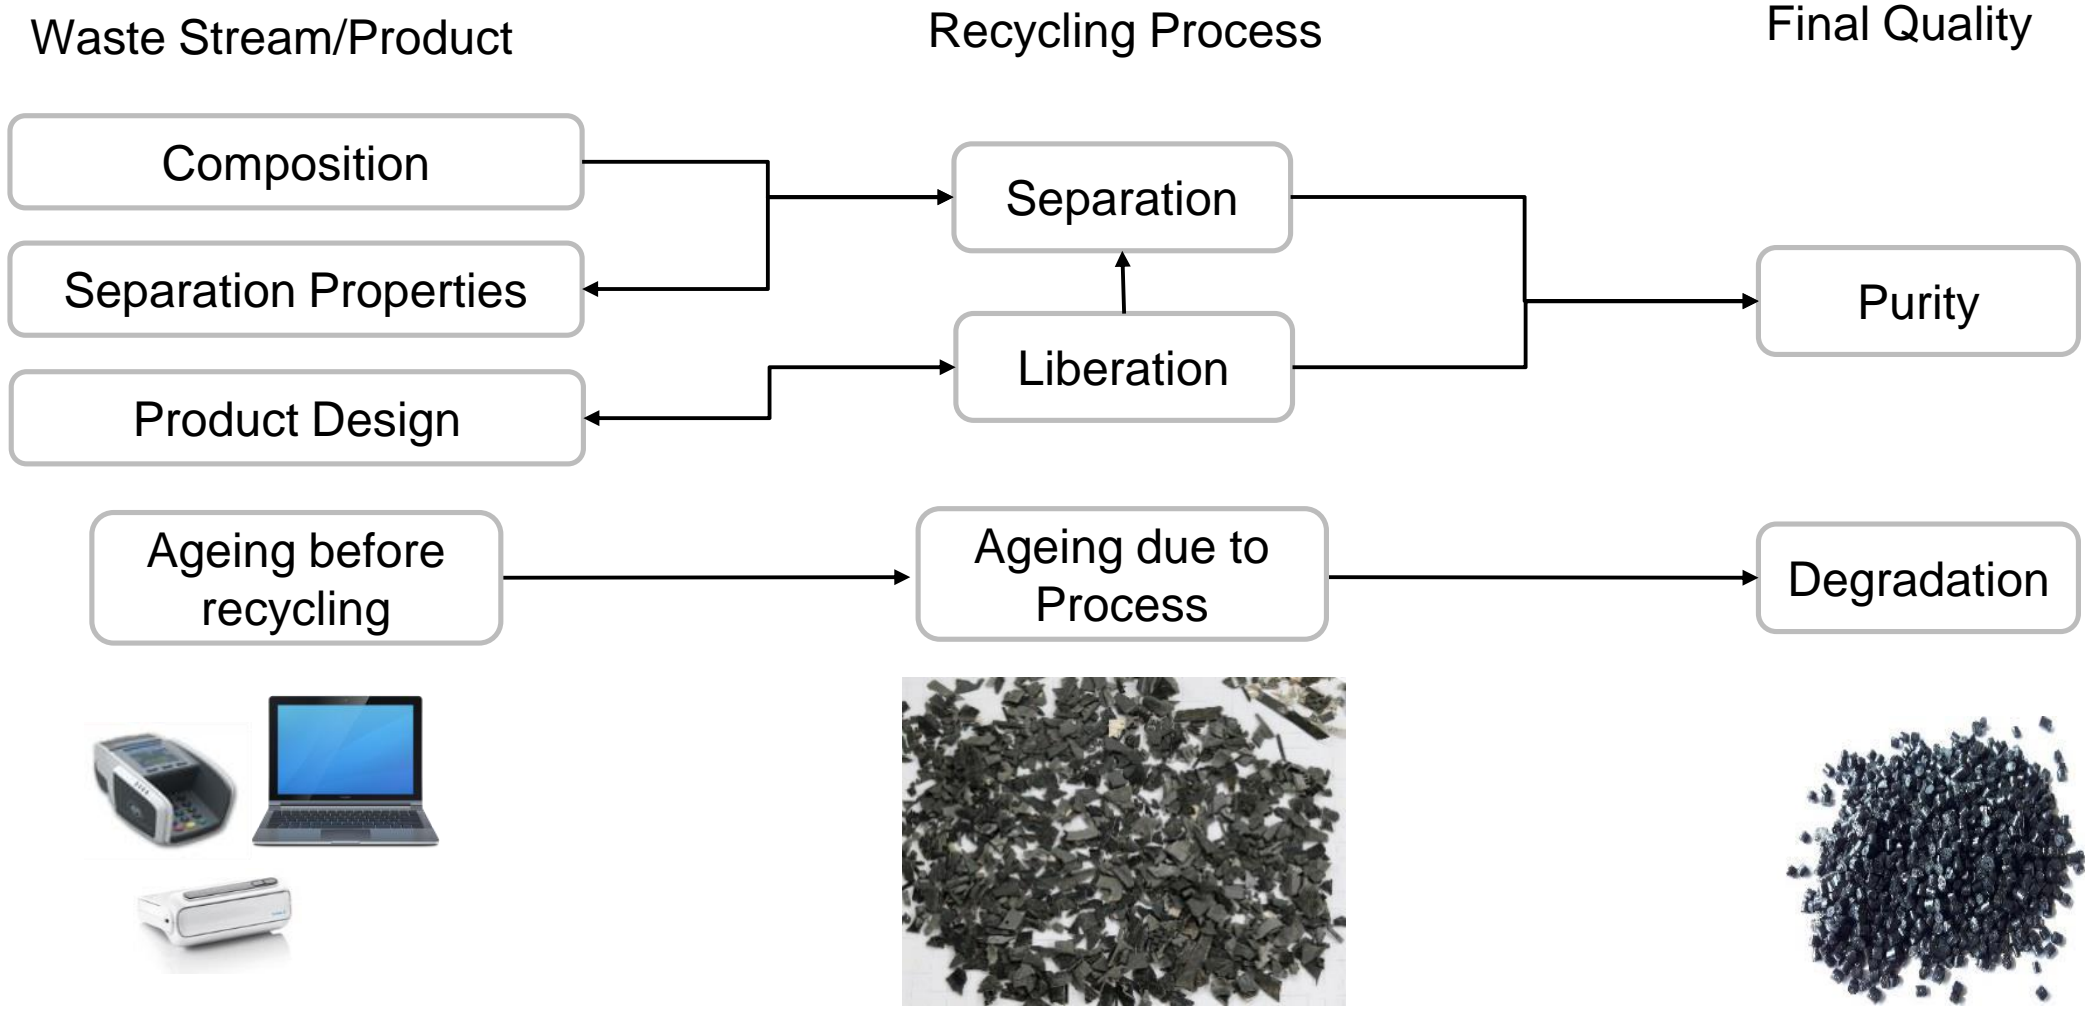 Waste Stream/Product
Recycling Process
Final Quality
Composition
Separation
Separation Properties
Purity
Liberation
Product Design
Ageing before
recycling
Ageing due to
Process
Degradation